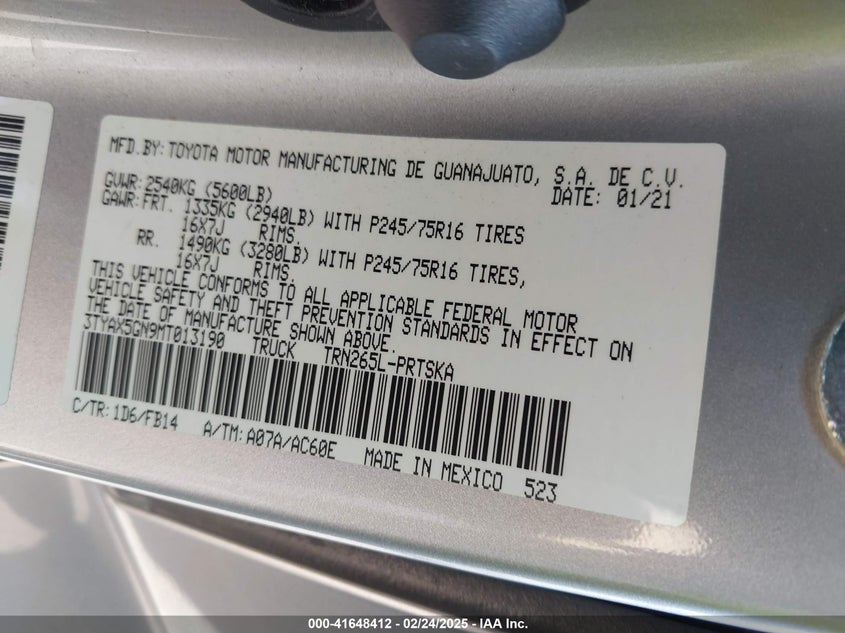 MFD.BY: TOYOTA MOTOR MANUFACTURING DE GUANAJUATO, S.A. DE C.V.
DATE: 01/21
GVWR: 2540KG (5600LB)
GAWR: FRT. 1335KG (2940LB) WITH P245/75R16 TIRES
16X7J RIMS.
RR. 1490KG (3280LB) WITH P245/75R16 TIRES,
16X7J RIMS.
THIS VEHICLE CONFORMS TO ALL APPLICABLE FEDERAL MOTOR
VEHICLE SAFETY AND THEFT PREVENTION STANDARDS IN EFFECT ON
THE DATE OF MANUFACTURE SHOWN ABOVE.
3TYAX5GN9MT013190 TRUCK TRN265L-PRTSKA
C/TR: 1D6/FB14 A/TM: A07A/AC60E MADE IN MEXICO 523
000-41648412 - 02/24/2025 - IAA Inc.